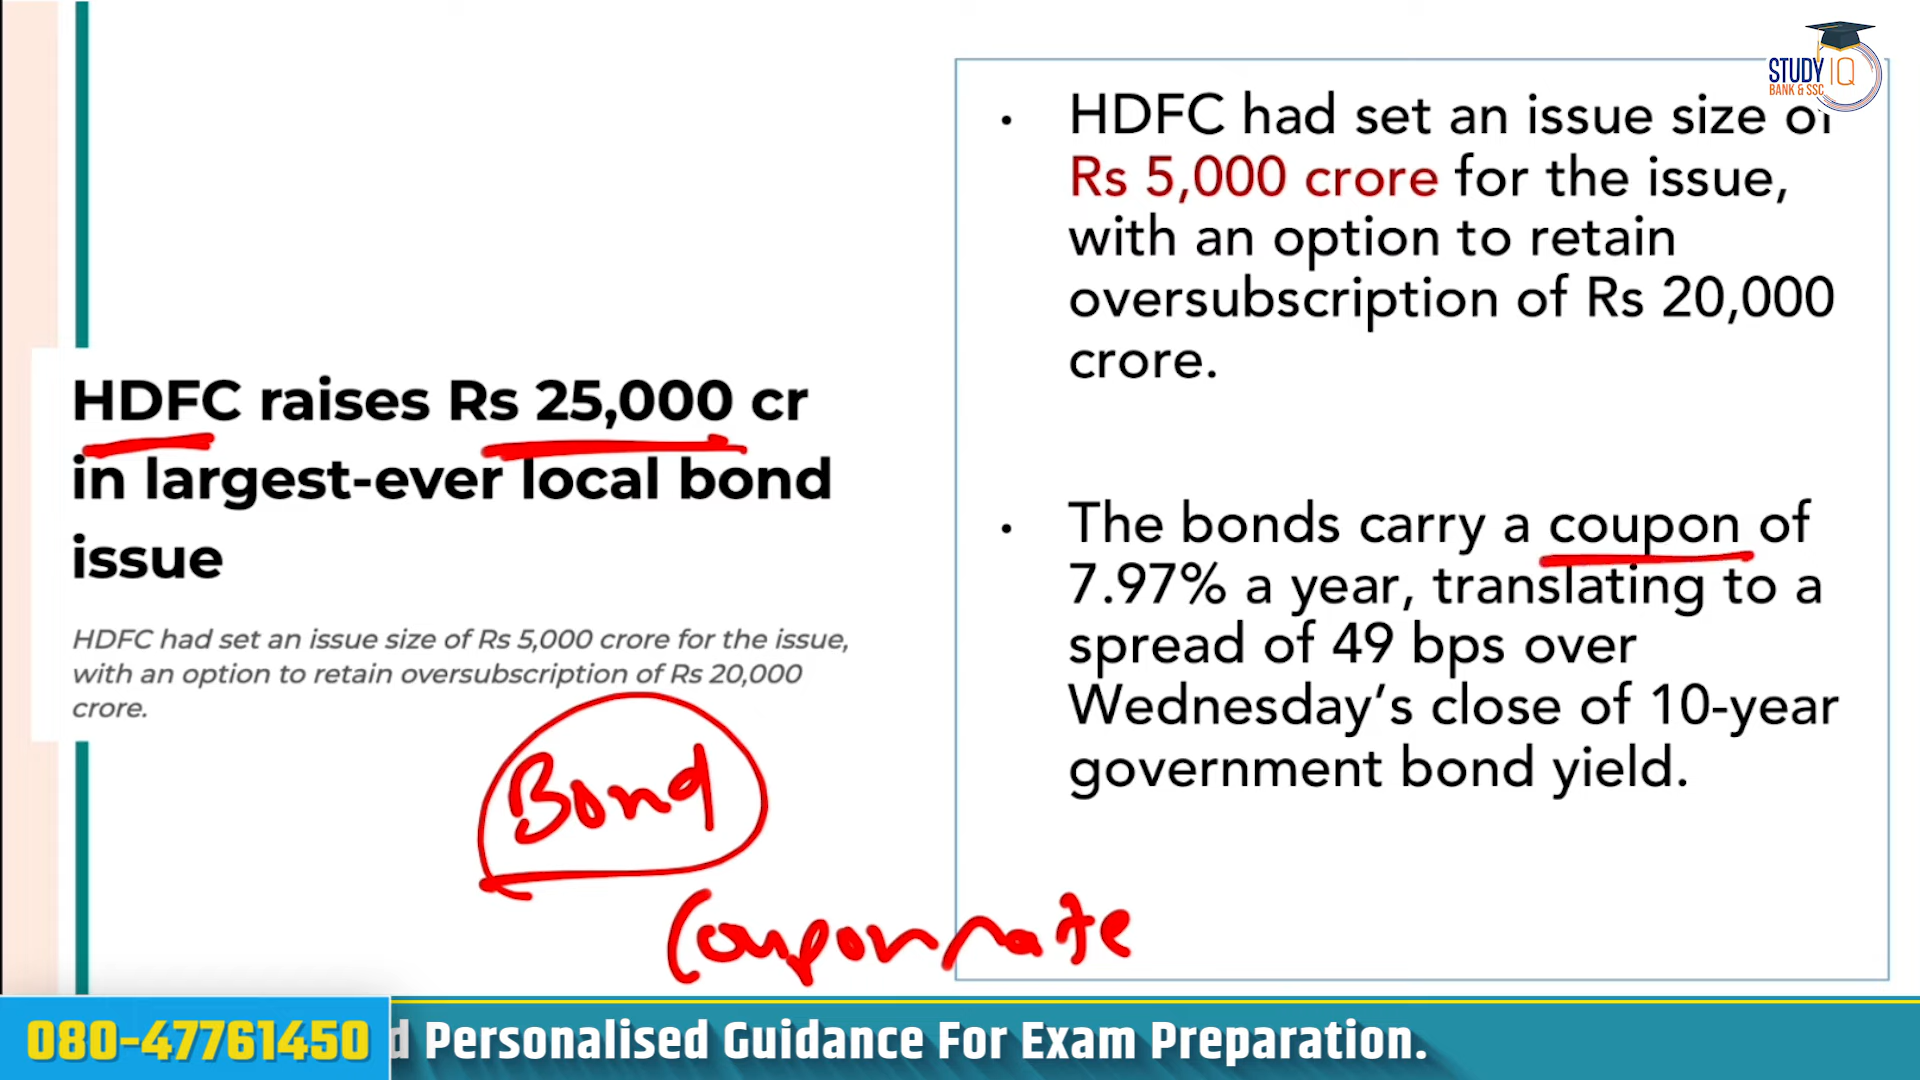 STUDY IQ
BANK & SSC
HDFC raises Rs 25,000 cr
in largest-ever local bond
issue
HDFC had set an issue size of Rs 5,000 crore for the issue,
with an option to retain oversubscription of Rs 20,000
crore.
Bond
Coupon rate
• HDFC had set an issue size of
Rs 5,000 crore for the issue,
with an option to retain
oversubscription of Rs 20,000
crore.
• The bonds carry a coupon of
7.97% a year, translating to a
spread of 49 bps over
Wednesday's close of 10-year
government bond yield.
080-47761450
d Personalised Guidance For Exam Preparation.